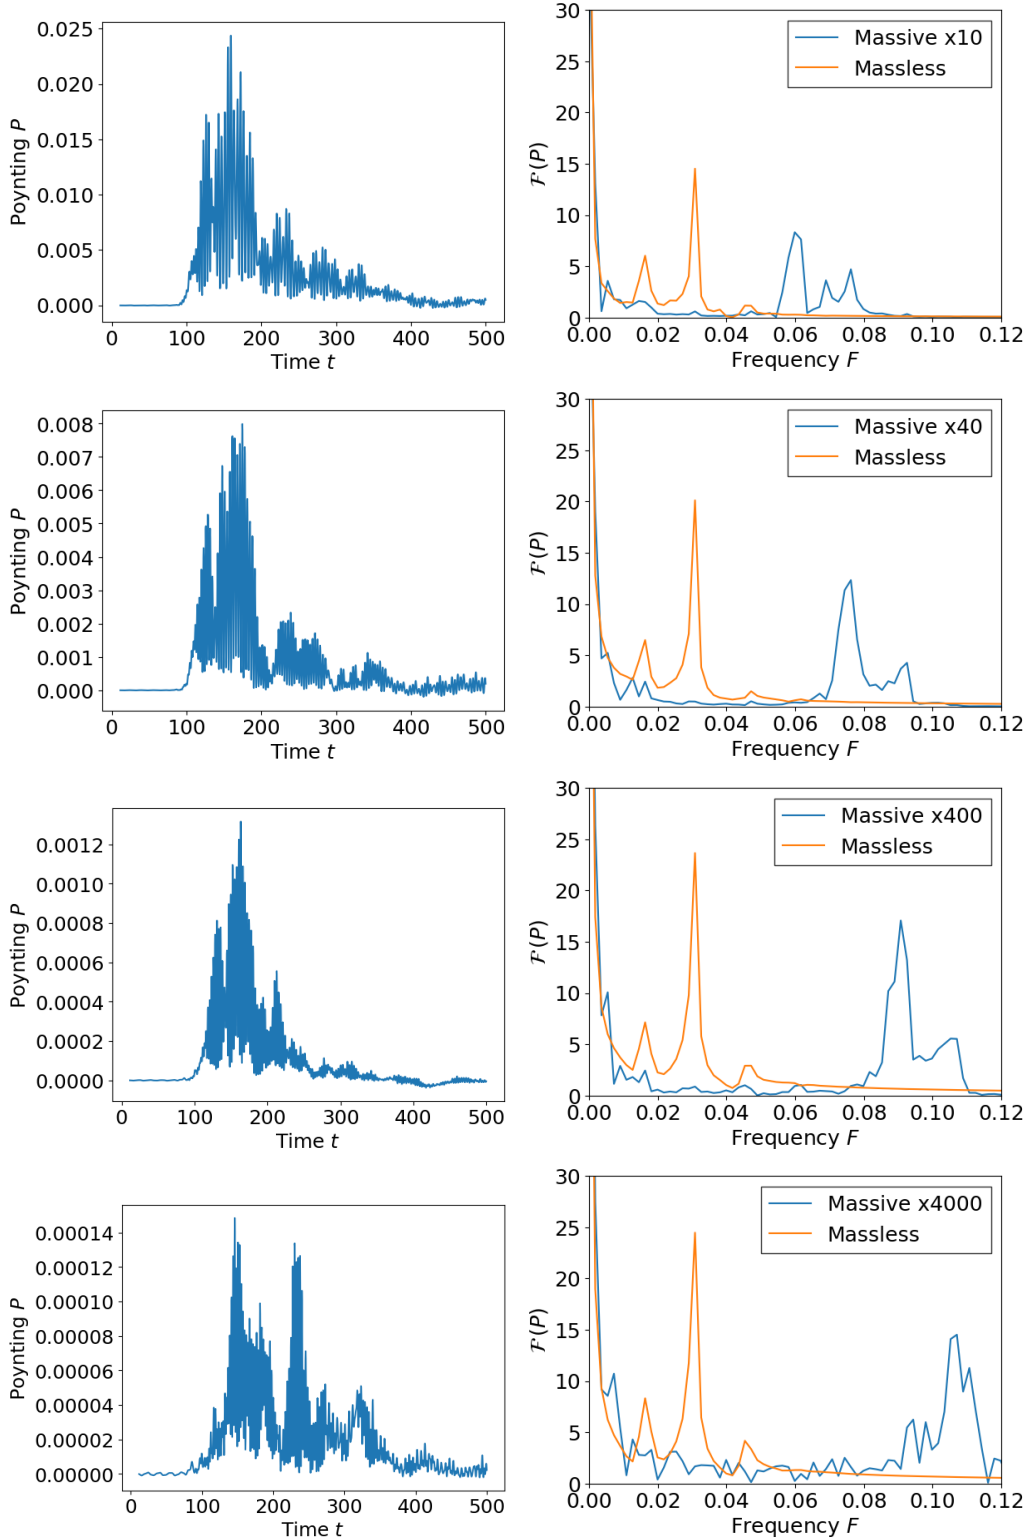 0.025
0.020
0.015
0.010
0.005
0.000
Poynting P
0 100 200 300 400 500
Time t
30
25
20
15
10
5
0
ℱ(P)
Massive x10
Massless
0.00 0.02 0.04 0.06 0.08 0.10 0.12
Frequency F
0.008
0.007
0.006
0.005
0.004
0.003
0.002
0.001
0.000
Poynting P
0 100 200 300 400 500
Time t
30
25
20
15
10
5
0
ℱ(P)
Massive x40
Massless
0.00 0.02 0.04 0.06 0.08 0.10 0.12
Frequency F
0.0012
0.0010
0.0008
0.0006
0.0004
0.0002
0.0000
Poynting P
0 100 200 300 400 500
Time t
30
25
20
15
10
5
0
ℱ(P)
Massive x400
Massless
0.00 0.02 0.04 0.06 0.08 0.10 0.12
Frequency F
0.00014
0.00012
0.00010
0.00008
0.00006
0.00004
0.00002
0.00000
Poynting P
0 100 200 300 400 500
Time t
30
25
20
15
10
5
0
ℱ(P)
Massive x4000
Massless
0.00 0.02 0.04 0.06 0.08 0.10 0.12
Frequency F